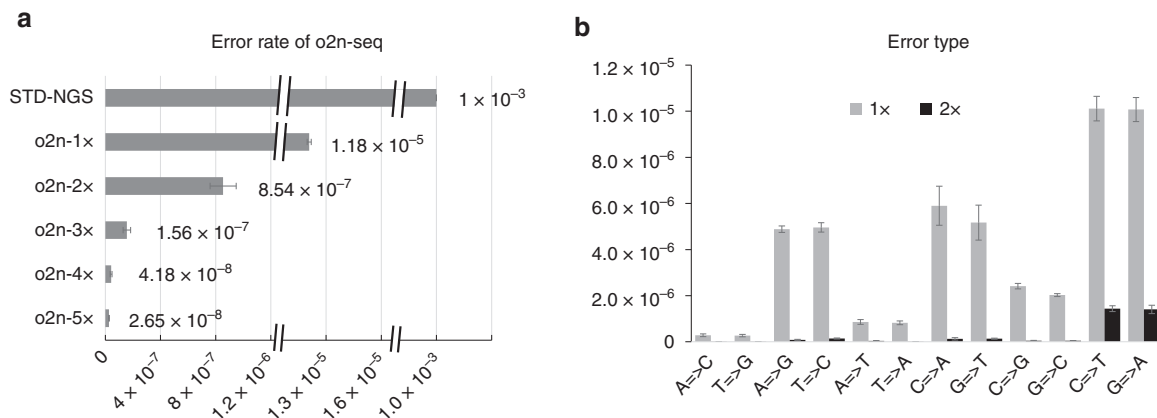 a
Error rate of o2n-seq
STD-NGS
1 × 10⁻³
o2n-1×
1.18 × 10⁻⁵
o2n-2×
8.54 × 10⁻⁷
o2n-3×
1.56 × 10⁻⁷
o2n-4×
4.18 × 10⁻⁸
o2n-5×
2.65 × 10⁻⁸
0
4 × 10⁻⁷
8 × 10⁻⁷
1.2 × 10⁻⁶
1.3 × 10⁻⁵
1.6 × 10⁻⁵
1.0 × 10⁻³
b
Error type
1.2 × 10⁻⁵
1.0 × 10⁻⁵
8.0 × 10⁻⁶
6.0 × 10⁻⁶
4.0 × 10⁻⁶
2.0 × 10⁻⁶
0
1×
2×
A=>C
T=>G
A=>G
T=>C
A=>T
T=>A
C=>A
G=>T
C=>G
G=>C
C=>T
G=>A